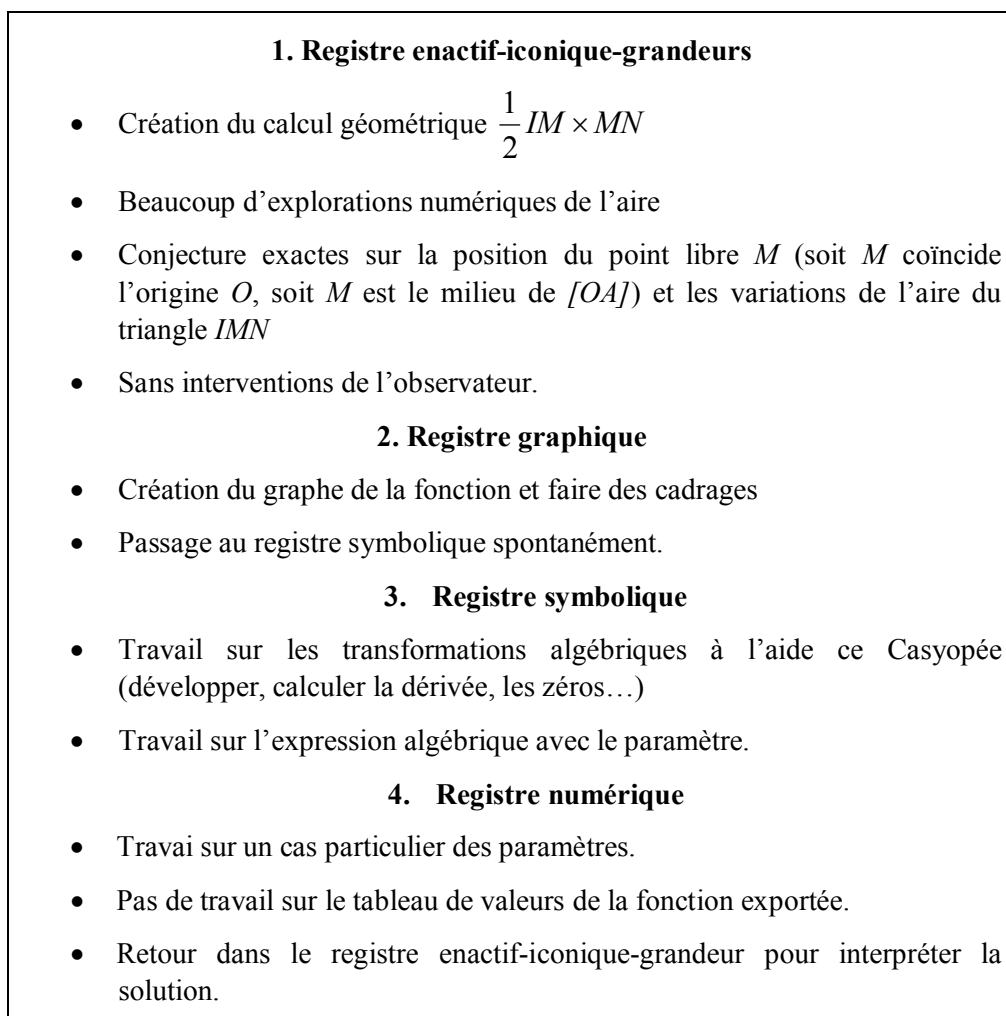 1. Registre enactif-iconique-grandeurs
• Création du calcul géométrique \frac{1}{2} IM × MN
• Beaucoup d'explorations numériques de l'aire
• Conjecture exactes sur la position du point libre M (soit M coïncide
l'origine O, soit M est le milieu de [OA]) et les variations de l'aire du
triangle IMN
• Sans interventions de l'observateur.
2. Registre graphique
• Création du graphe de la fonction et faire des cadrages
• Passage au registre symbolique spontanément.
3. Registre symbolique
• Travail sur les transformations algébriques à l'aide ce Casyopée
(développer, calculer la dérivée, les zéros…)
• Travail sur l'expression algébrique avec le paramètre.
4. Registre numérique
• Travai sur un cas particulier des paramètres.
• Pas de travail sur le tableau de valeurs de la fonction exportée.
• Retour dans le registre enactif-iconique-grandeur pour interpréter la
solution.